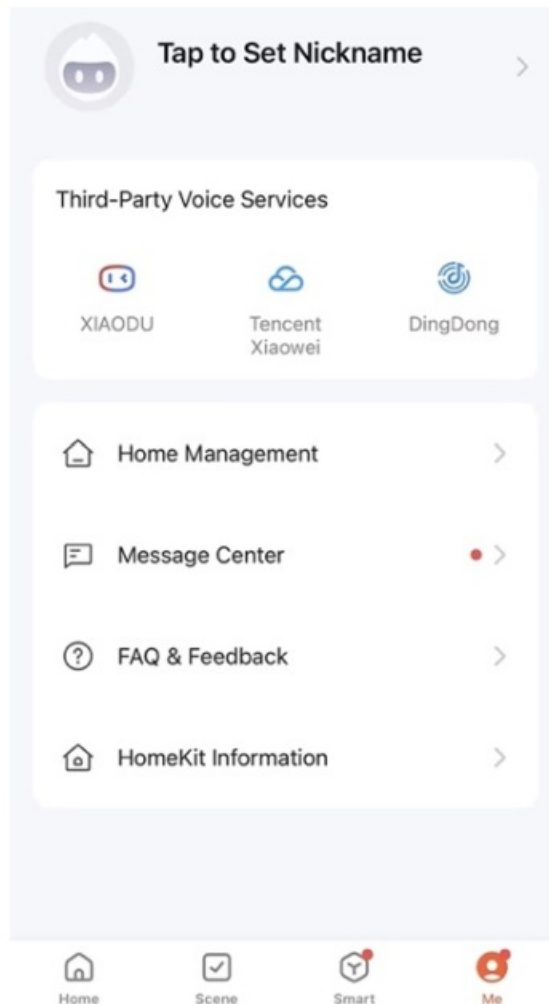 Tap to Set Nickname
Third-Party Voice Services
XIAODU
Tencent
Xiaowei
DingDong
Home Management
Message Center
FAQ & Feedback
HomeKit Information
Home
Scene
Smart
Me